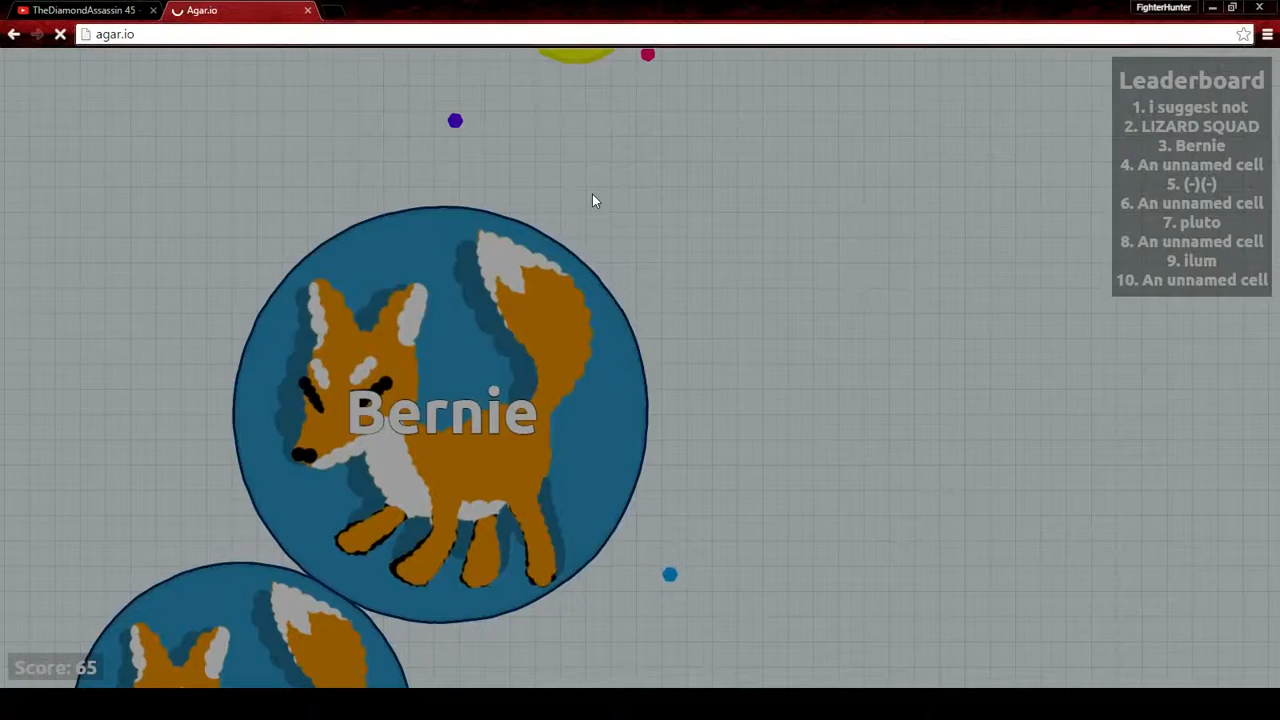 TheDiamondAssassin 45 -
Agar.io
FighterHunter
agar.io
Leaderboard
1. i suggest not
2. LIZARD SQUAD
3. Bernie
4. An unnamed cell
5. (-)(-)
6. An unnamed cell
7. pluto
8. An unnamed cell
9. ilum
10. An unnamed cell
Bernie
Score: 65